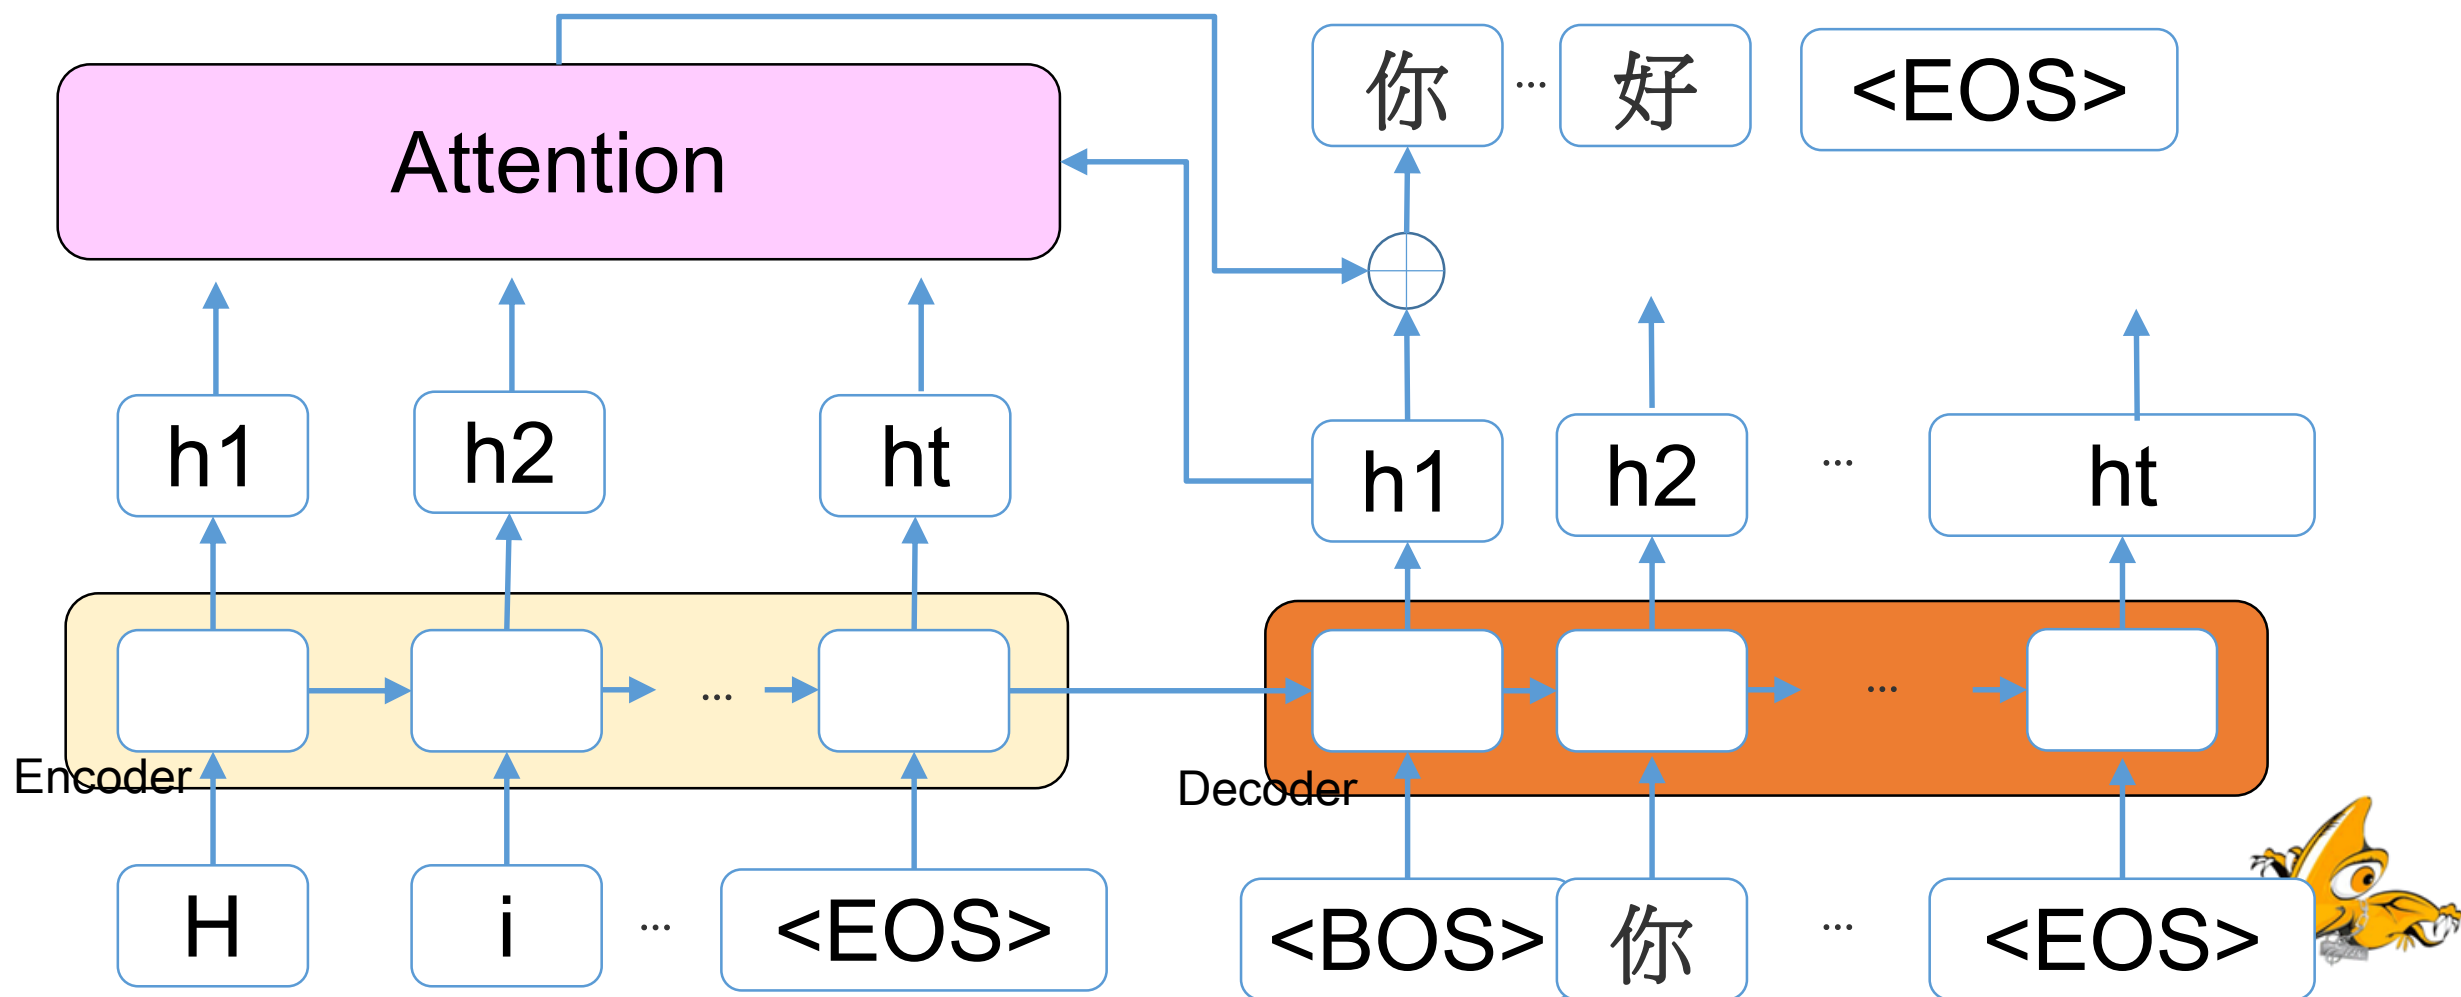 你 ... 好 <EOS>
Attention
h1 h2 ht h1 h2 ... ht
... ...
Encoder Decoder
H i ... <EOS> <BOS> 你 ... <EOS>